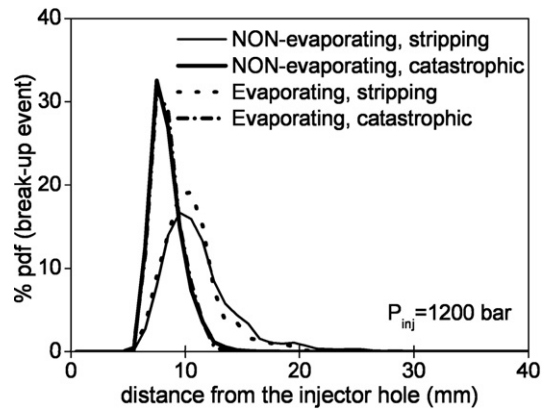 40
30
20
10
0
% pdf (break-up event)
NON-evaporating, stripping
NON-evaporating, catastrophic
Evaporating, stripping
Evaporating, catastrophic
P_inj=1200 bar
0 10 20 30 40
distance from the injector hole (mm)